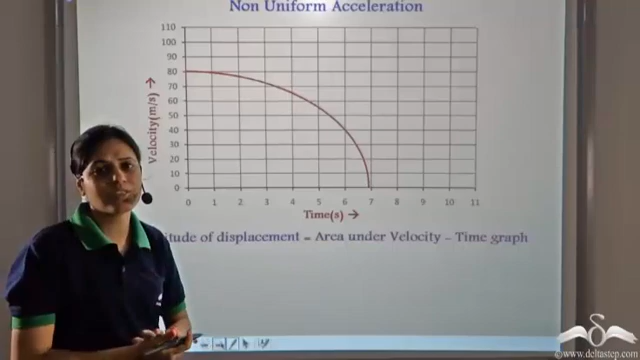 Non Uniform Acceleration
110
100
90
80
70
60
50
40
30
20
10
0
Velocity(m/s) →
0 1 2 3 4 5 6 7 8 9 10 11
Time(s) →
itude of displacement = Area under Velocity – Time graph
©www.deltastep.com